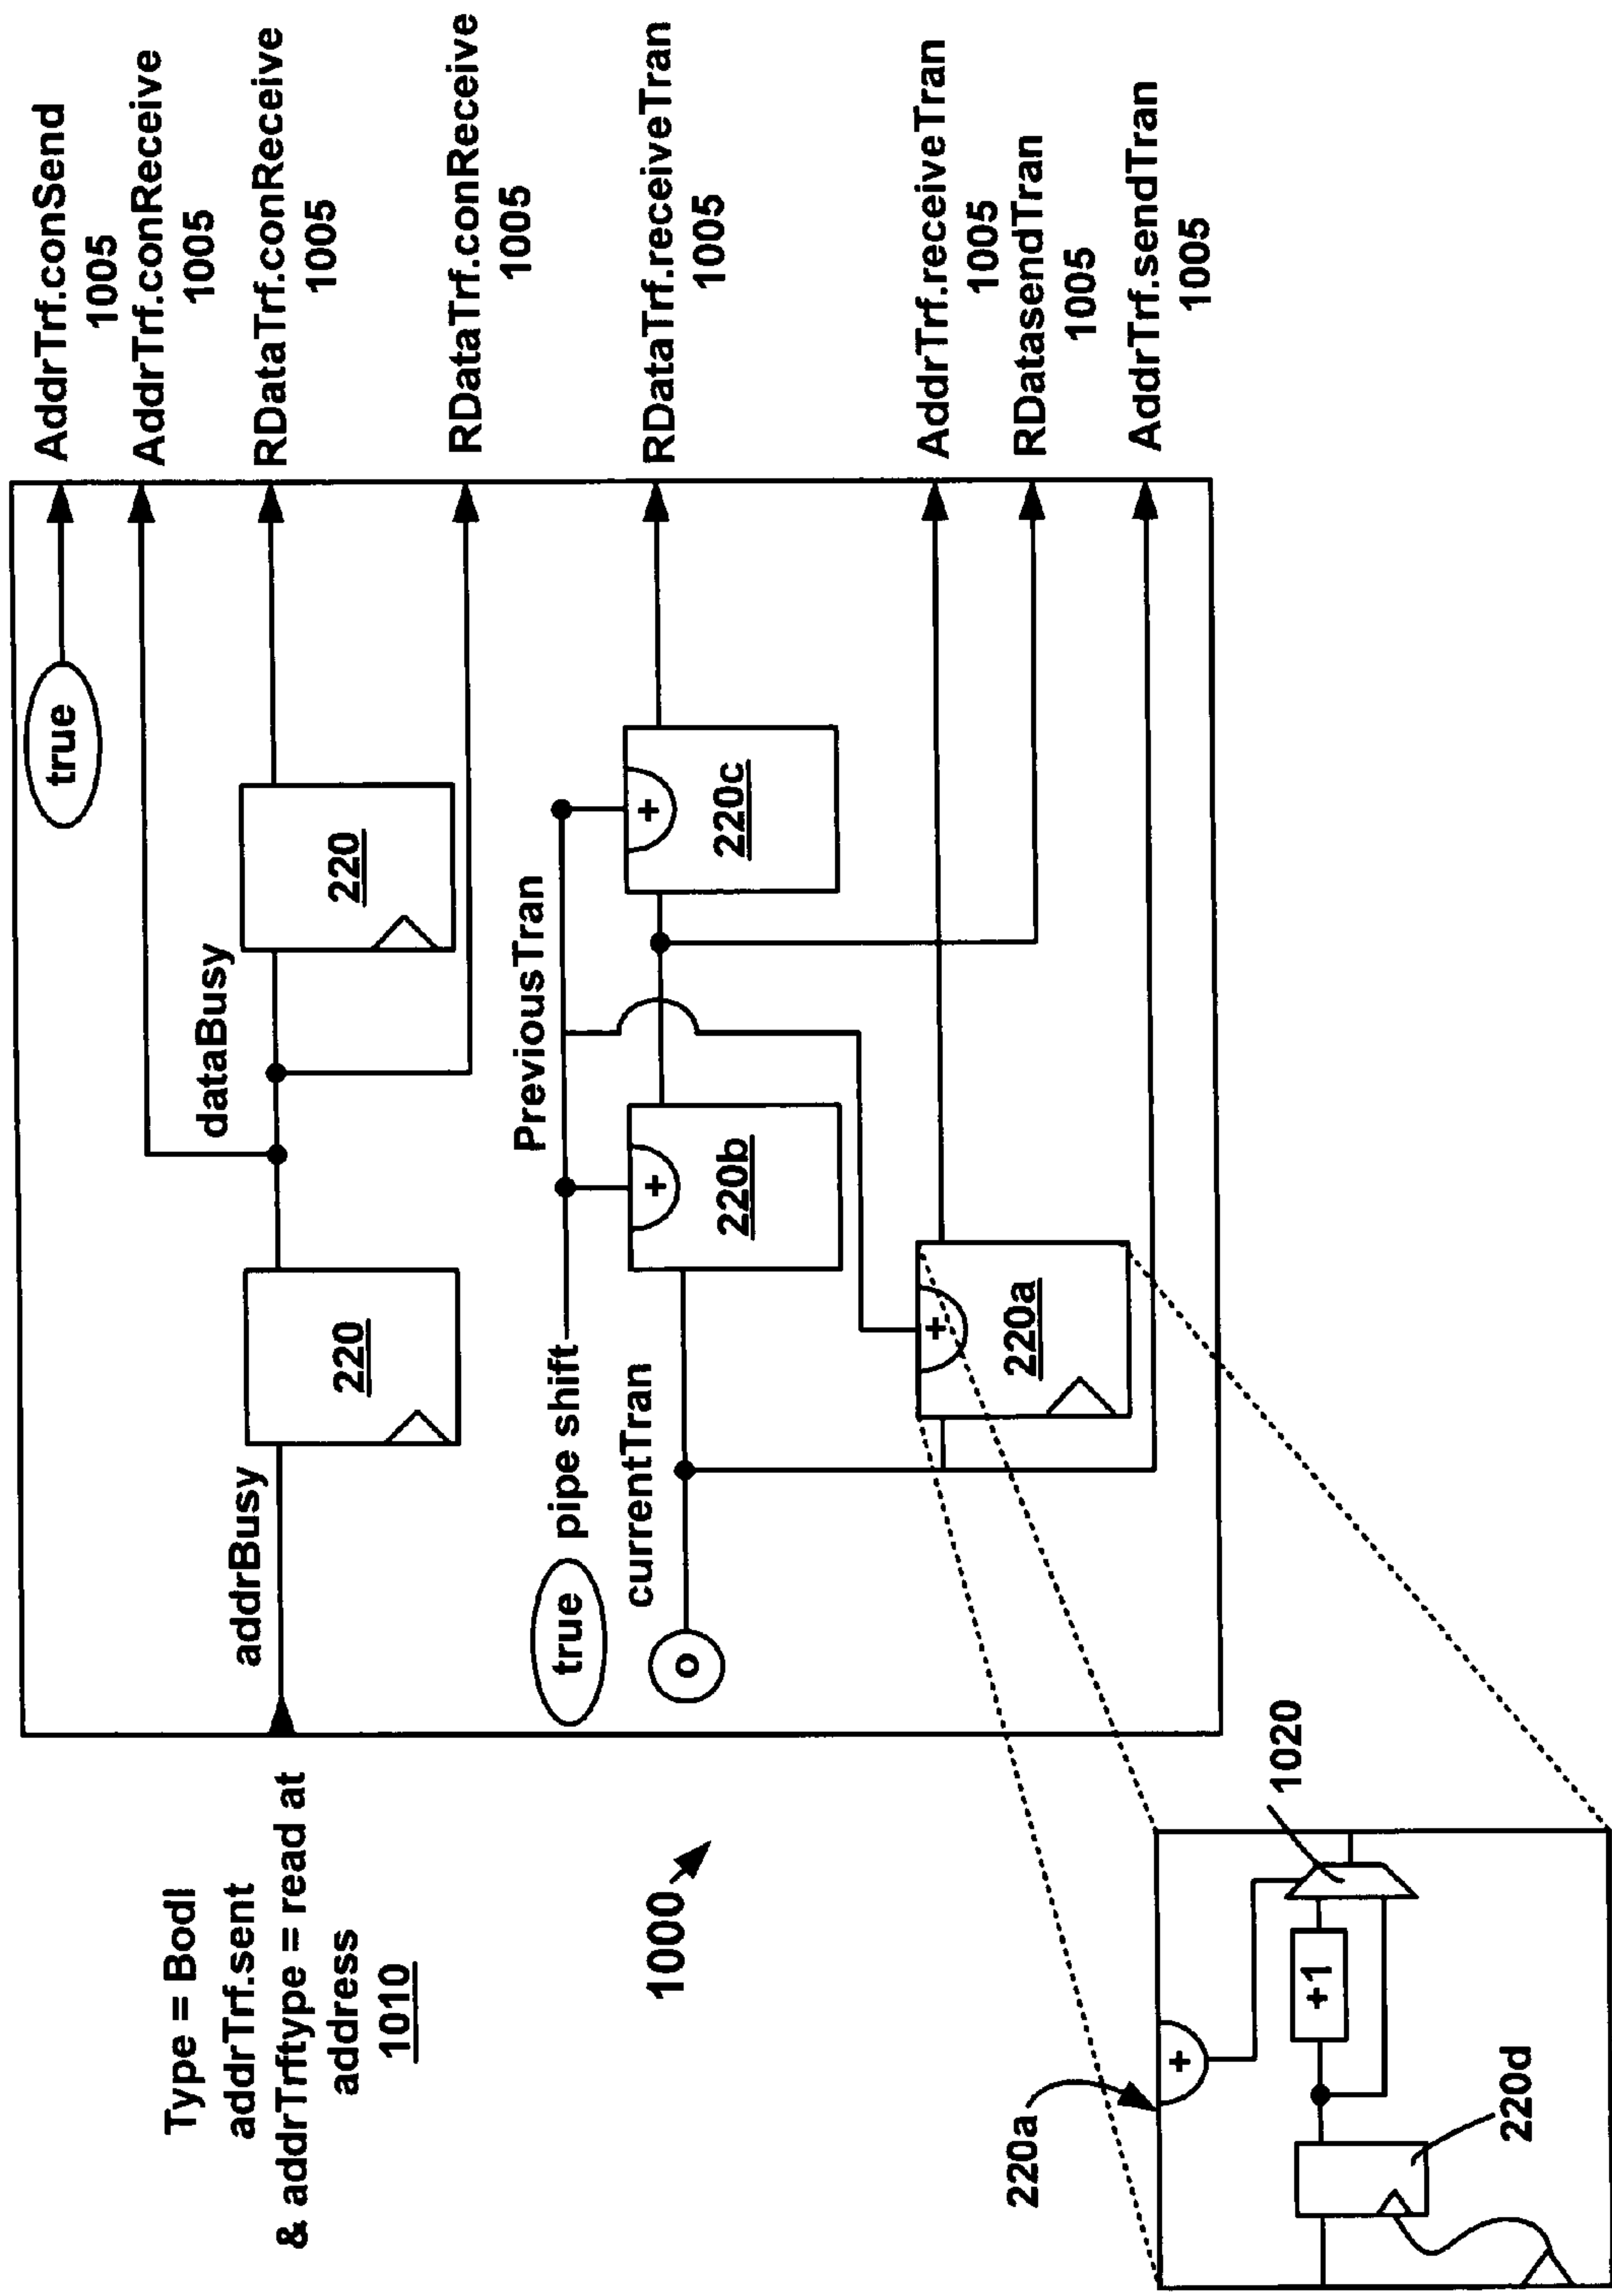 AddrTrf.conSend
1005
AddrTrf.conReceive
1005
RDataTrf.conReceive
1005
RDataTrf.conReceive
1005
RDataTrf.receiveTran
1005
AddrTrf.receiveTran
1005
RDatasendTran
1005
AddrTrf.sendTran
1005
true
addrBusy
220
dataBusy
220
true
pipe shift
PreviousTran
currentTran
o
+
220b
+
220c
+
220a
Type = Bodl
addrTrf.sent
& addrTrftype = read at
address
1010
1000
220a
+
+1
1020
220d